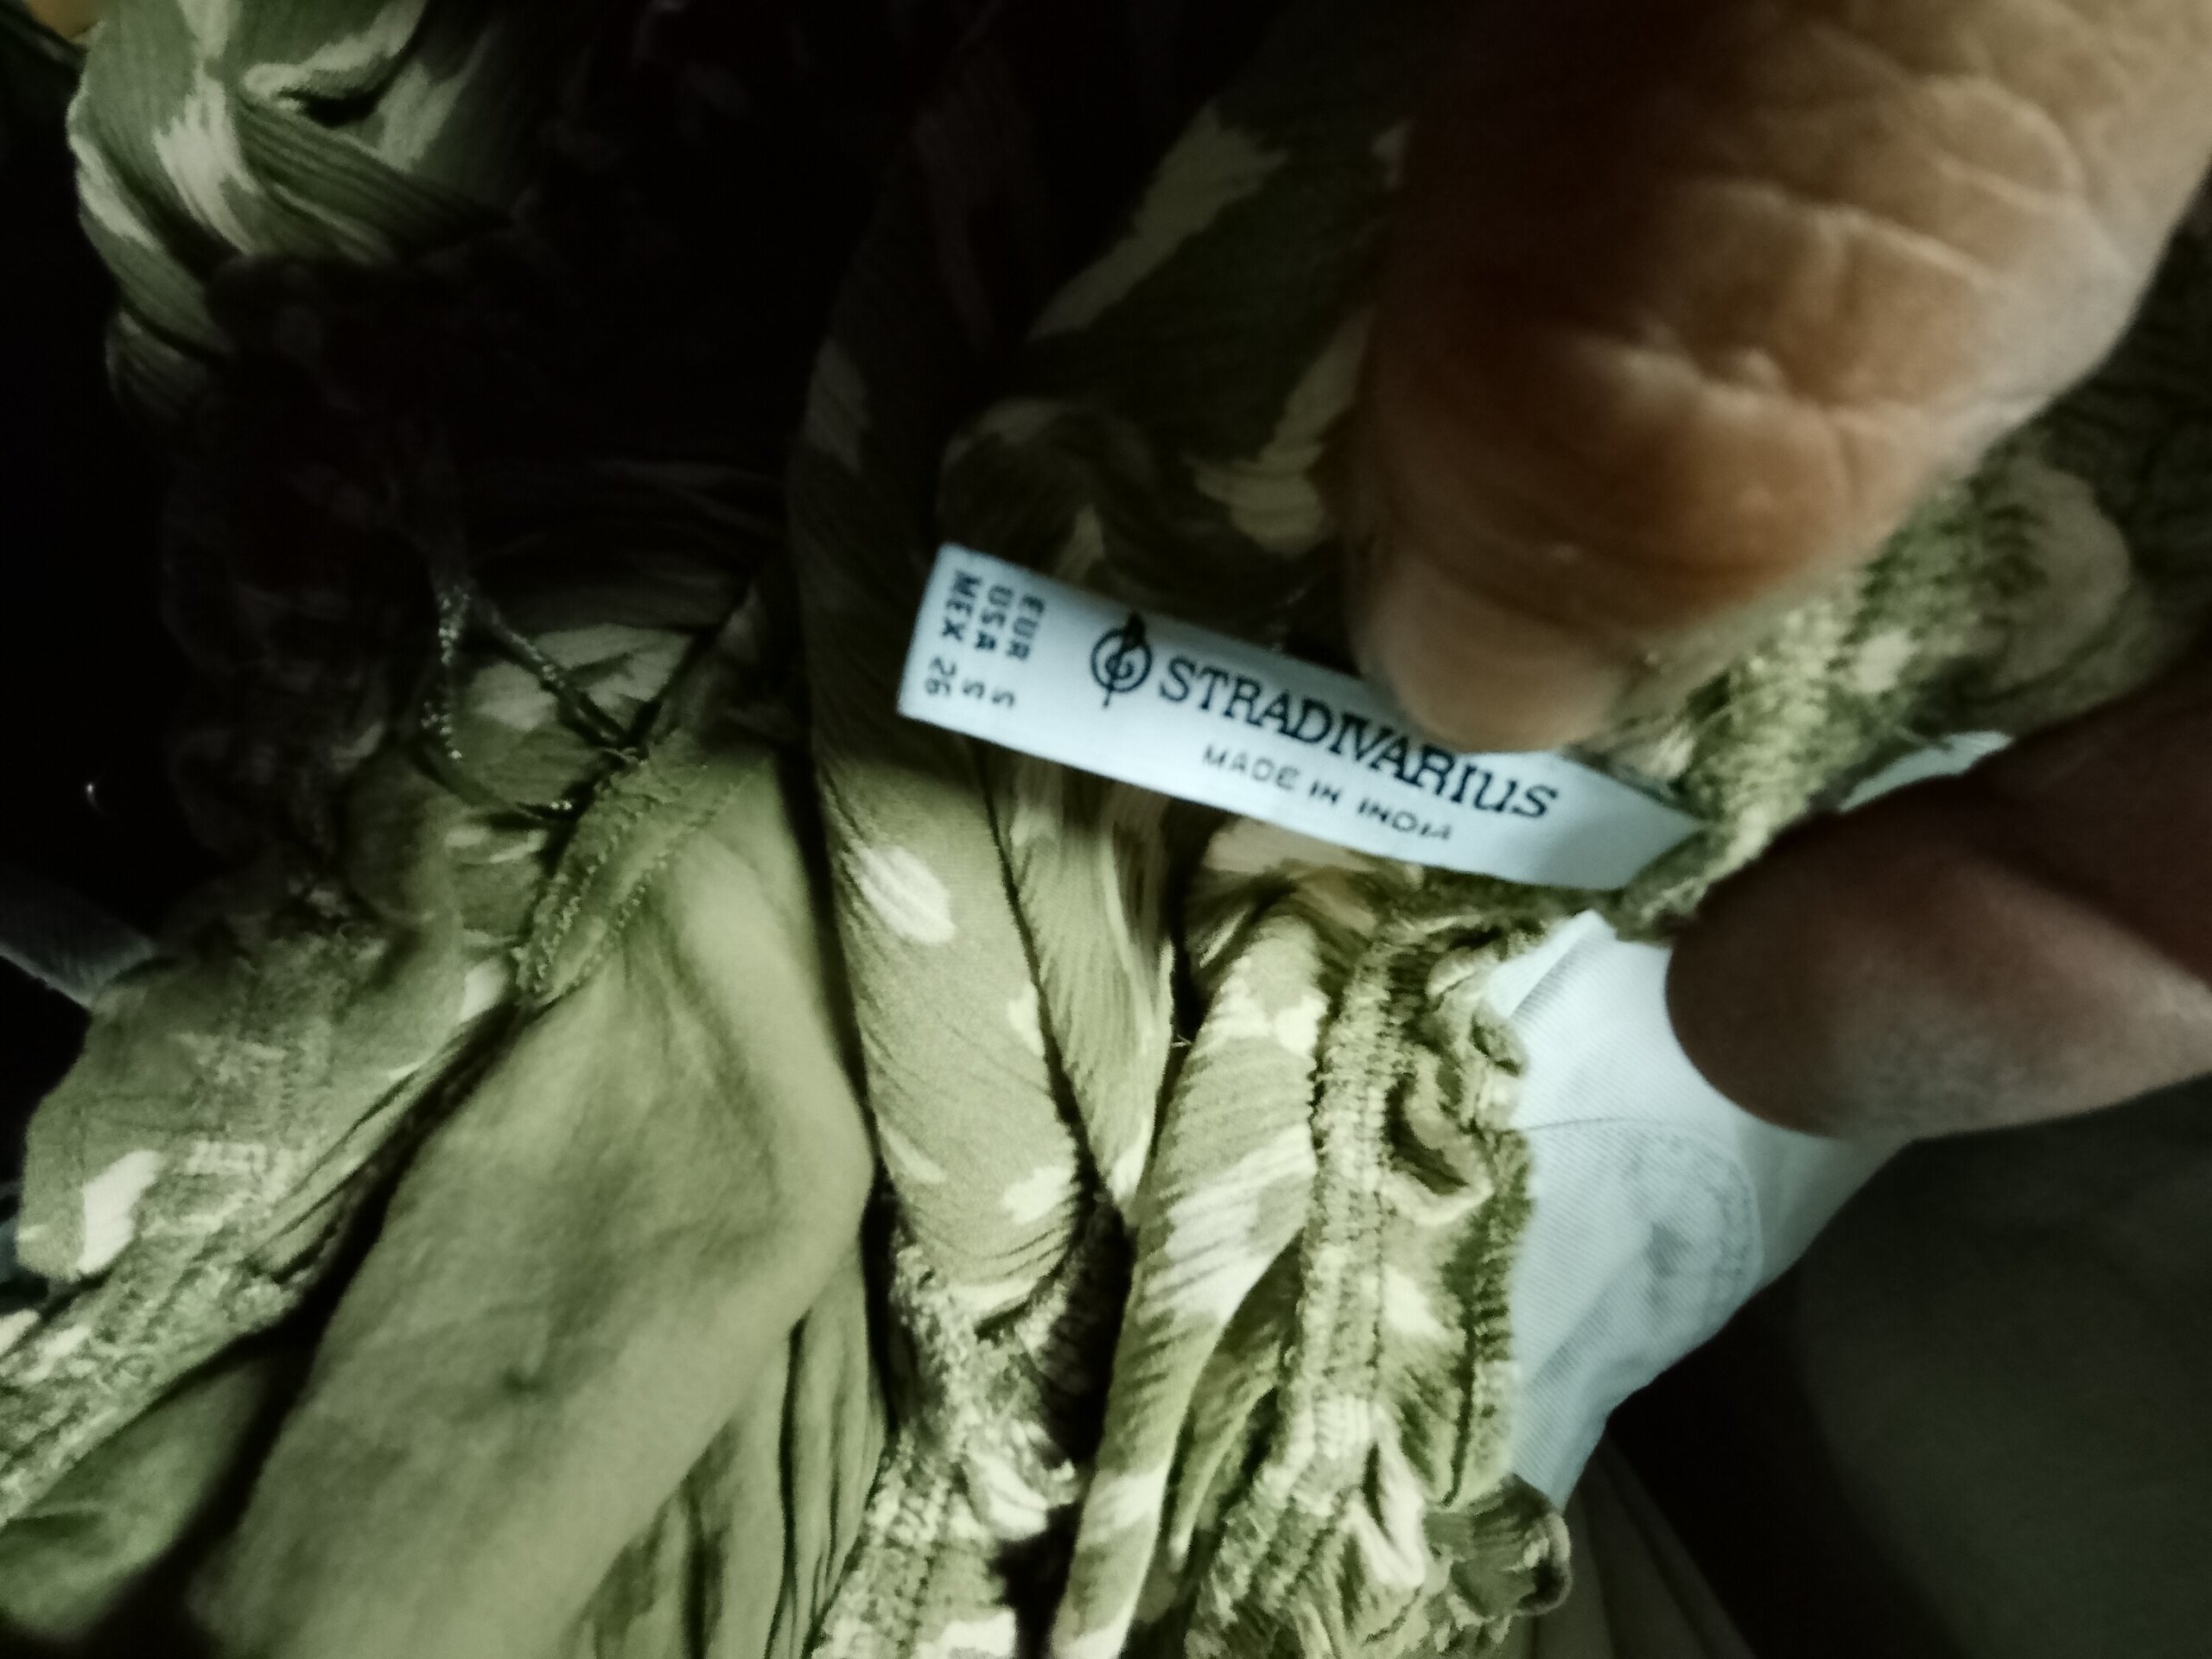 STRADIVARIUS
MADE IN INDIA
EUR S
USA S
MEX 26